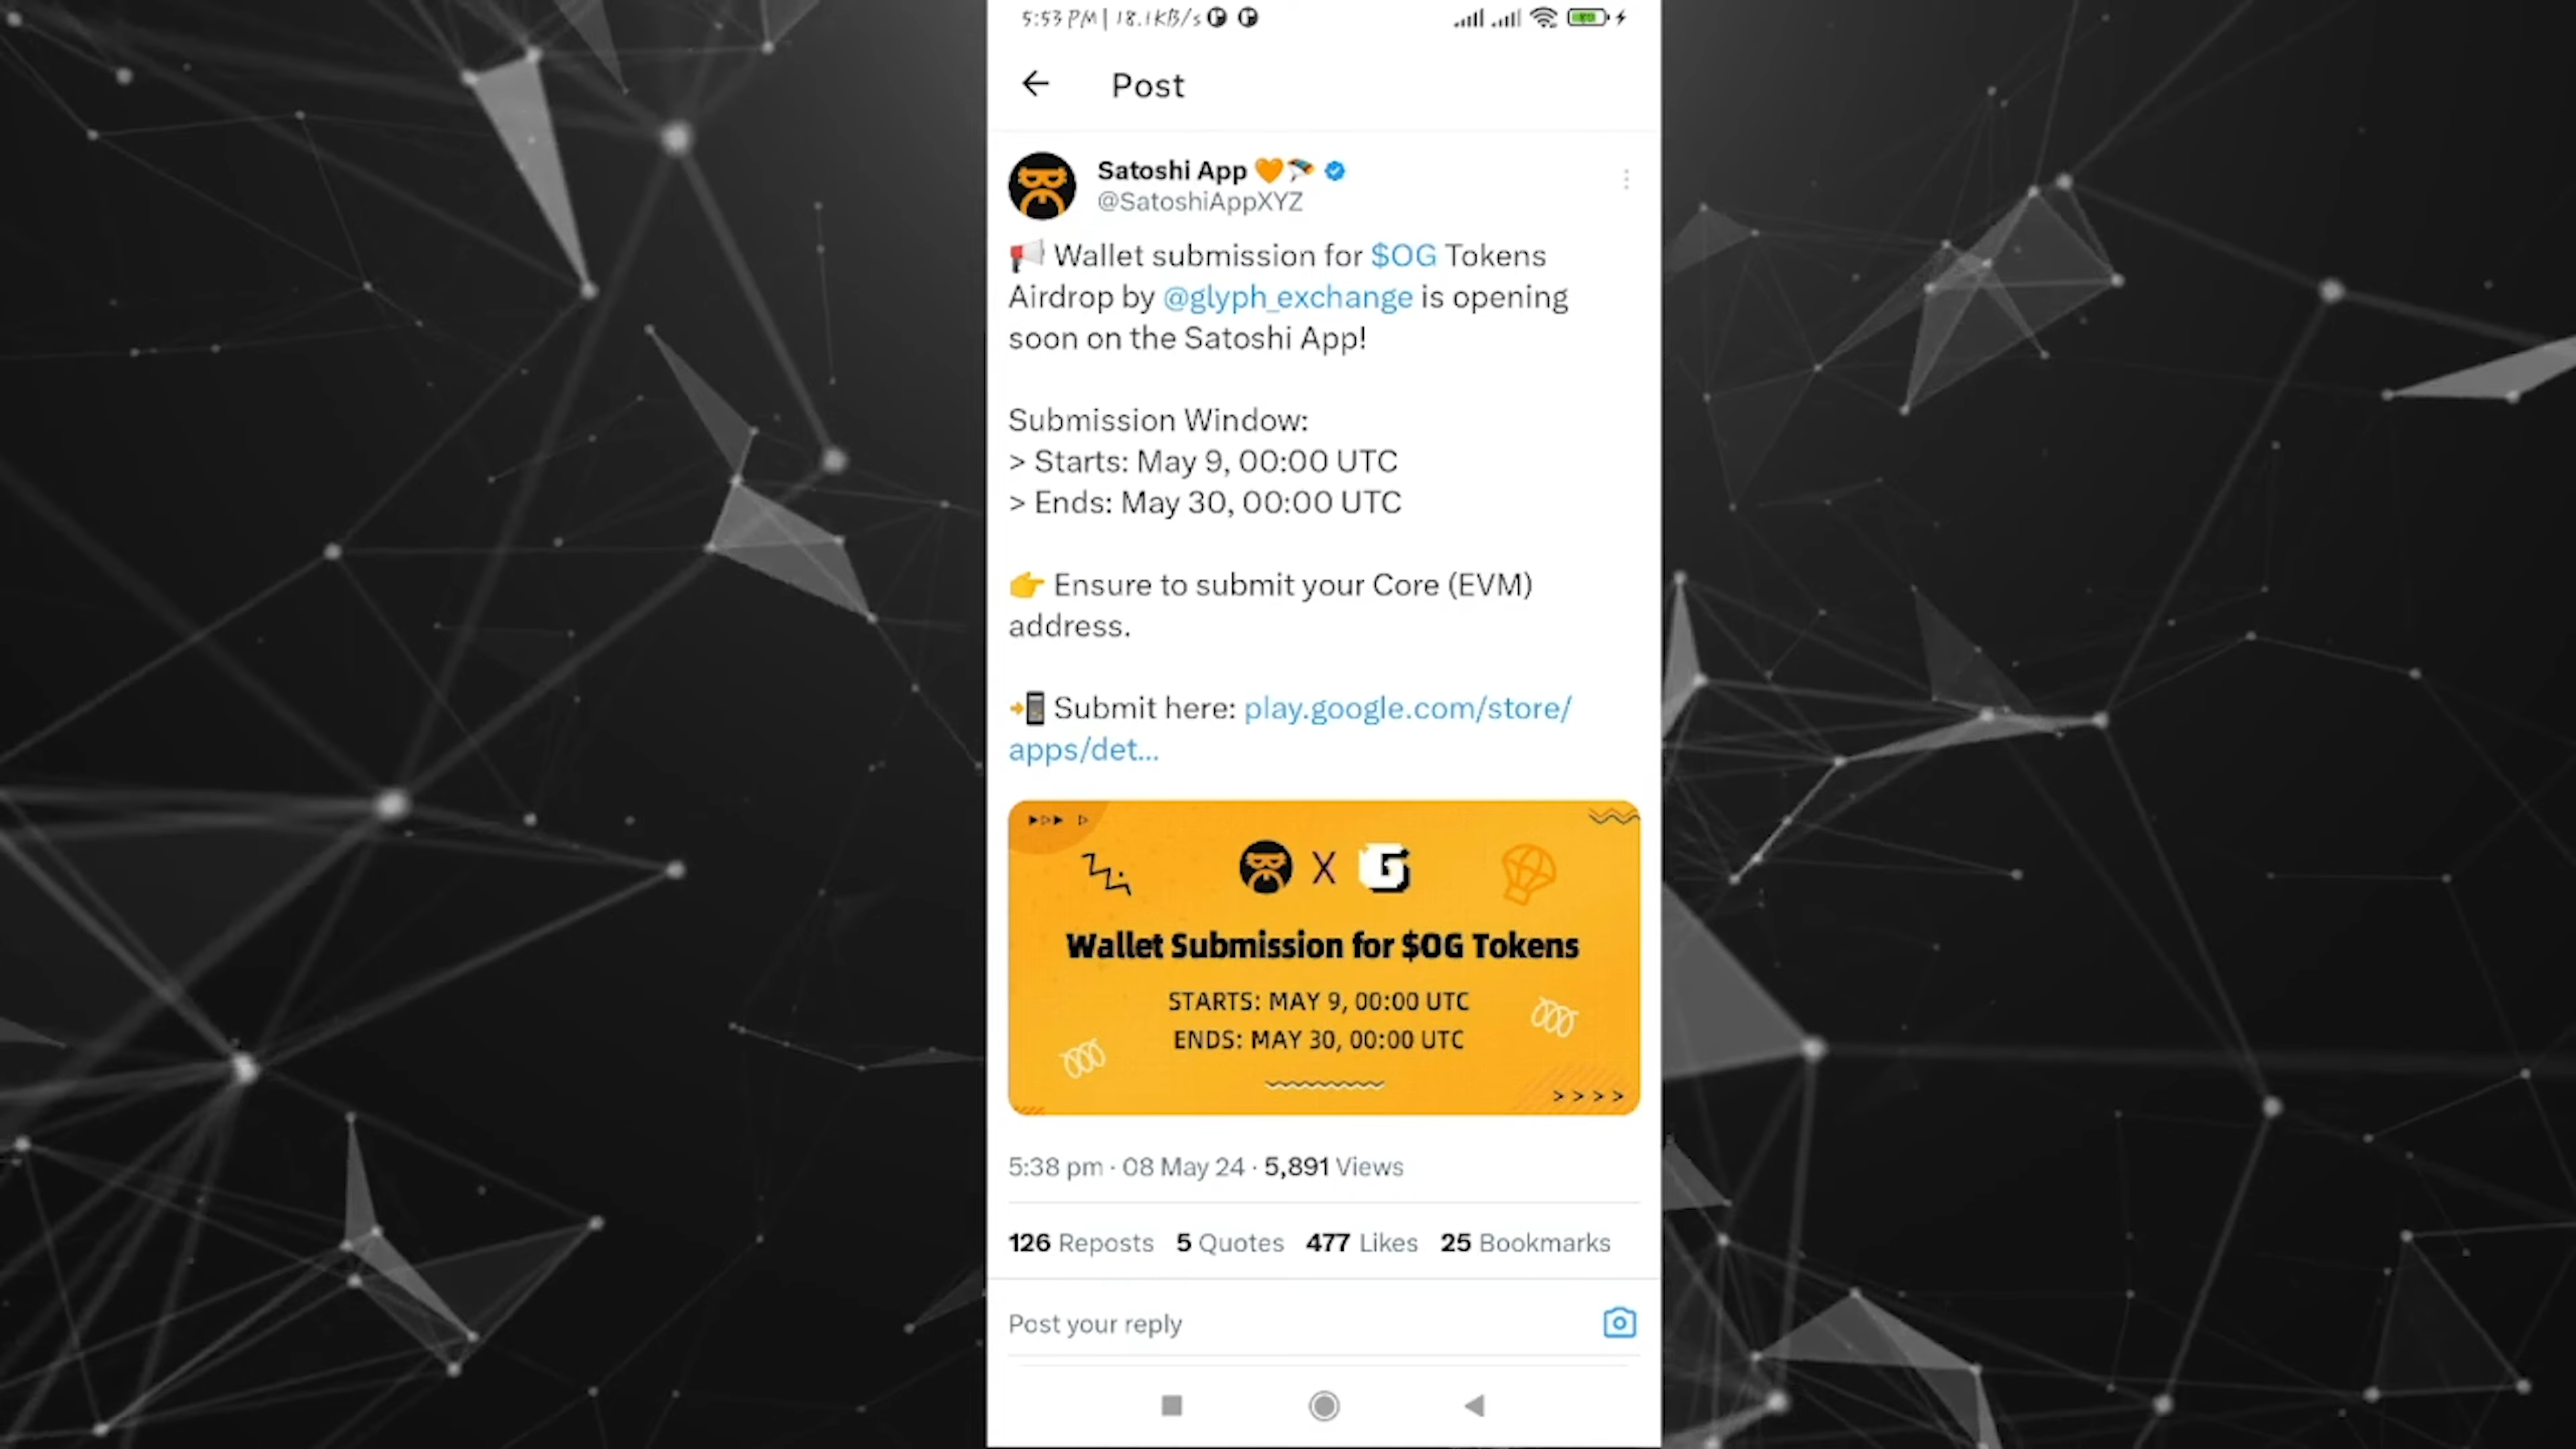 5:53 PM | 18.1KB/s
Post
Satoshi App 🧡🪂
@SatoshiAppXYZ
📢 Wallet submission for $OG Tokens
Airdrop by @glyph_exchange is opening
soon on the Satoshi App!
Submission Window:
> Starts: May 9, 00:00 UTC
> Ends: May 30, 00:00 UTC
👉 Ensure to submit your Core (EVM)
address.
📲 Submit here: play.google.com/store/
apps/det...
X G
Wallet Submission for $OG Tokens
STARTS: MAY 9, 00:00 UTC
ENDS: MAY 30, 00:00 UTC
> > > >
5:38 pm · 08 May 24 · 5,891 Views
126 Reposts 5 Quotes 477 Likes 25 Bookmarks
Post your reply